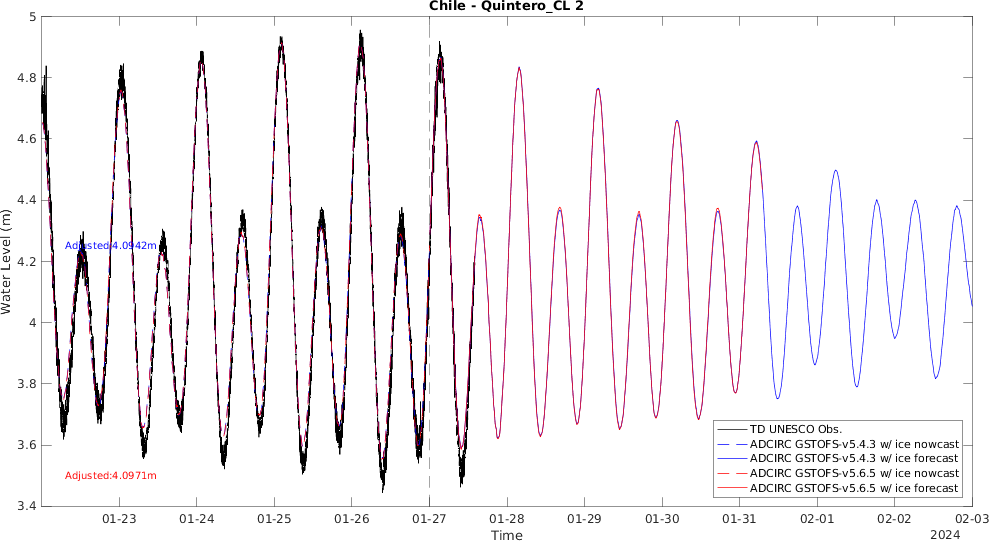 Chile - Quintero_CL 2
Water Level (m)
5
4.8
4.6
4.4
4.2
4
3.8
3.6
3.4
Adjusted:4.0942m
Adjusted:4.0971m
TD UNESCO Obs.
ADCIRC GSTOFS-v5.4.3 w/ ice nowcast
ADCIRC GSTOFS-v5.4.3 w/ ice forecast
ADCIRC GSTOFS-v5.6.5 w/ ice nowcast
ADCIRC GSTOFS-v5.6.5 w/ ice forecast
01-23 01-24 01-25 01-26 01-27 01-28 01-29 01-30 01-31 02-01 02-02 02-03
Time
2024